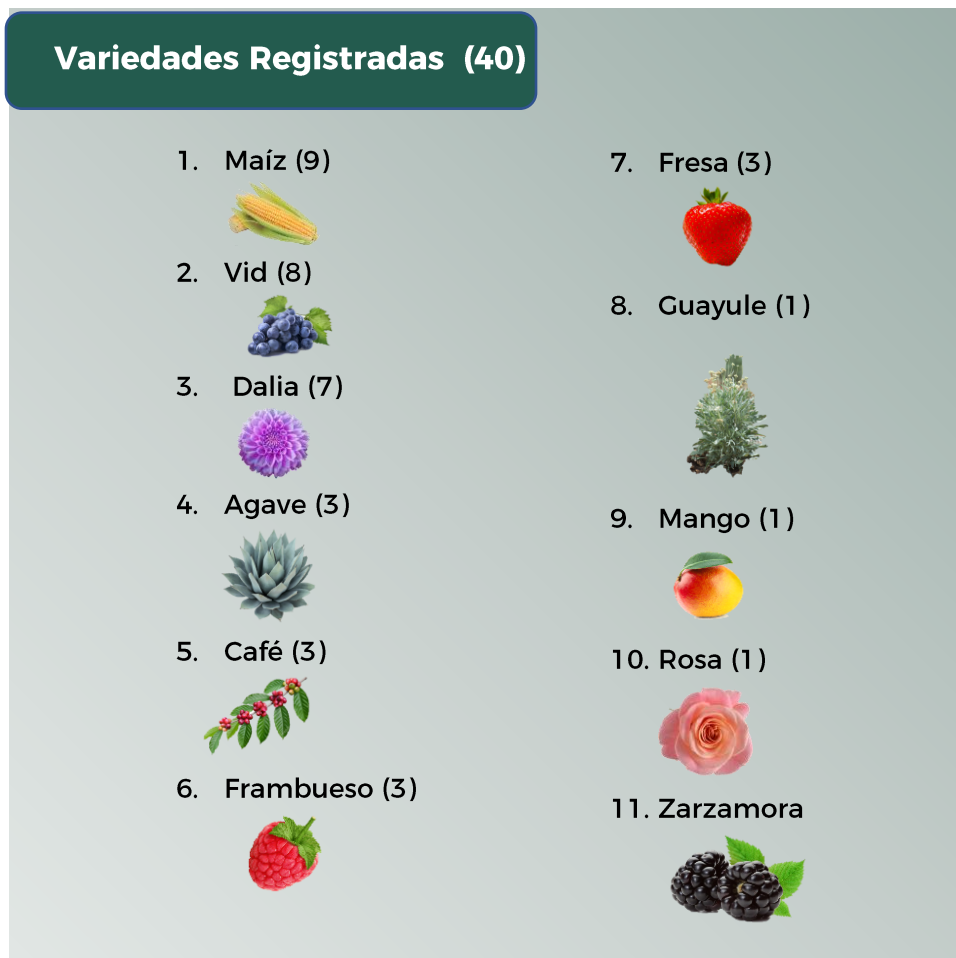 Variedades Registradas (40)
1. Maíz (9)
2. Vid (8)
3. Dalia (7)
4. Agave (3)
5. Café (3)
6. Frambueso (3)
7. Fresa (3)
8. Guayule (1)
9. Mango (1)
10. Rosa (1)
11. Zarzamora